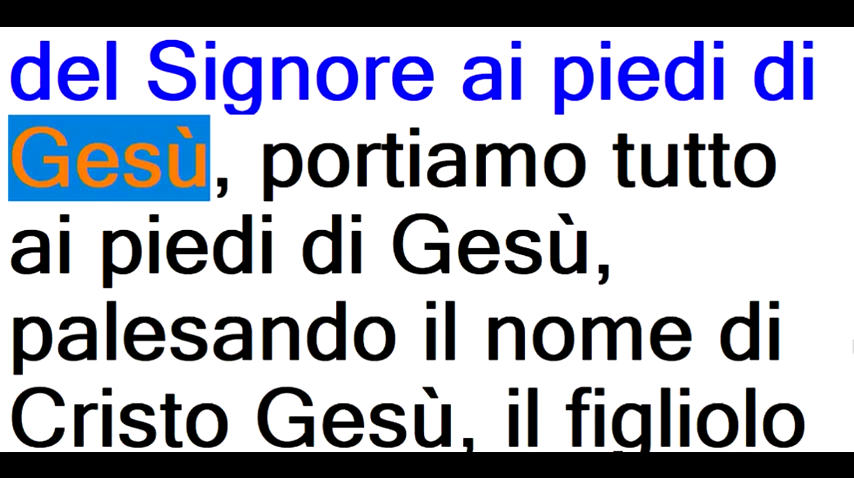 del Signore ai piedi di
Gesù, portiamo tutto
ai piedi di Gesù,
palesando il nome di
Cristo Gesù, il figliolo